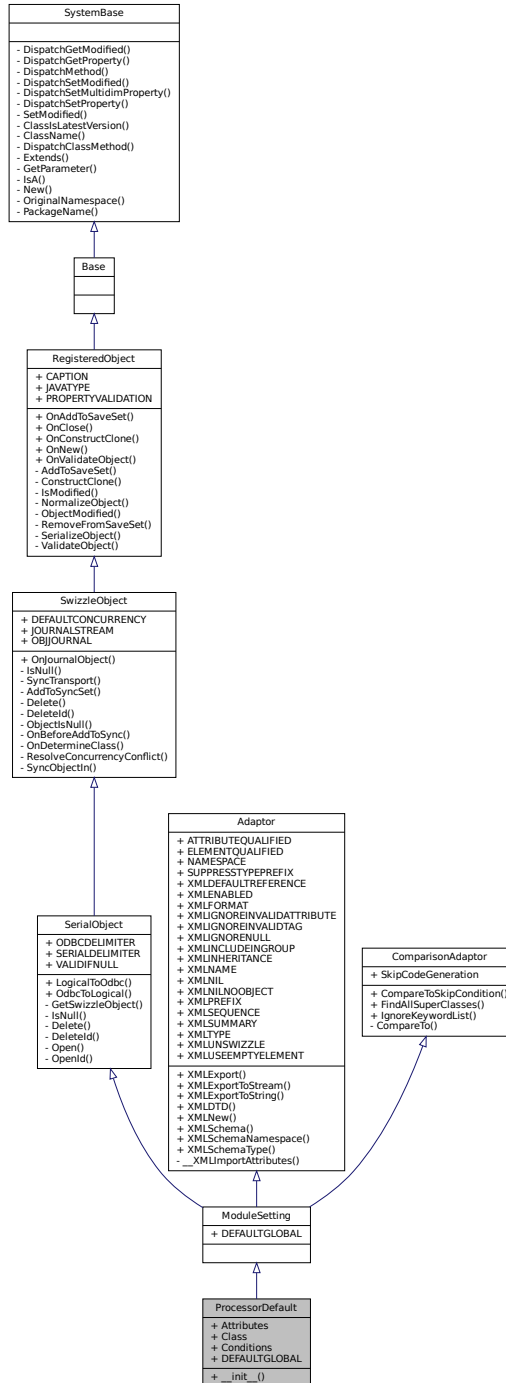 SystemBase
- DispatchGetModified()
- DispatchGetProperty()
- DispatchMethod()
- DispatchSetModified()
- DispatchSetMultidimProperty()
- DispatchSetProperty()
- SetModified()
- ClassIsLatestVersion()
- ClassName()
- DispatchClassMethod()
- Extends()
- GetParameter()
- IsA()
- New()
- OriginalNamespace()
- PackageName()
Base
RegisteredObject
+ CAPTION
+ JAVATYPE
+ PROPERTYVALIDATION
+ OnAddToSaveSet()
+ OnClose()
+ OnConstructClone()
+ OnNew()
+ OnValidateObject()
- AddToSaveSet()
- ConstructClone()
- IsModified()
- NormalizeObject()
- ObjectModified()
- RemoveFromSaveSet()
- SerializeObject()
- ValidateObject()
SwizzleObject
+ DEFAULTCONCURRENCY
+ JOURNALSTREAM
+ OBJJOURNAL
+ OnJournalObject()
- IsNull()
- SyncTransport()
- AddToSyncSet()
- Delete()
- DeleteId()
- ObjectIsNull()
- OnBeforeAddToSync()
- OnDetermineClass()
- ResolveConcurrencyConflict()
- SyncObjectIn()
SerialObject
+ ODBCDELIMITER
+ SERIALDELIMITER
+ VALIDIFNULL
+ LogicalToOdbc()
+ OdbcToLogical()
- GetSwizzleObject()
- IsNull()
- Delete()
- DeleteId()
- Open()
- OpenId()
Adaptor
+ ATTRIBUTEQUALIFIED
+ ELEMENTQUALIFIED
+ NAMESPACE
+ SUPPRESSTYPEPREFIX
+ XMLDEFAULTREFERENCE
+ XMLENABLED
+ XMLFORMAT
+ XMLIGNOREINVALIDATTRIBUTE
+ XMLIGNOREINVALIDTAG
+ XMLIGNORENULL
+ XMLINCLUDEINGROUP
+ XMLINHERITANCE
+ XMLNAME
+ XMLNIL
+ XMLNILNOOBJECT
+ XMLPREFIX
+ XMLSEQUENCE
+ XMLSUMMARY
+ XMLTYPE
+ XMLUNSWIZZLE
+ XMLUSEEMPTYELEMENT
+ XMLExport()
+ XMLExportToStream()
+ XMLExportToString()
+ XMLDTD()
+ XMLNew()
+ XMLSchema()
+ XMLSchemaNamespace()
+ XMLSchemaType()
- __XMLImportAttributes()
ComparisonAdaptor
+ SkipCodeGeneration
+ CompareToSkipCondition()
+ FindAllSuperClasses()
+ IgnoreKeywordList()
- CompareTo()
ModuleSetting
+ DEFAULTGLOBAL
ProcessorDefault
+ Attributes
+ Class
+ Conditions
+ DEFAULTGLOBAL
+ __init__()